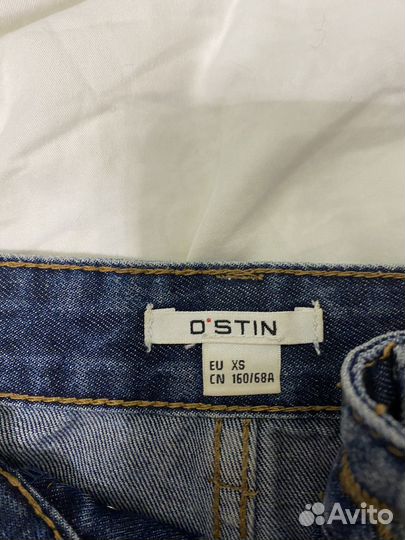 O'STIN
EU XS
CN 160/68A
Avito